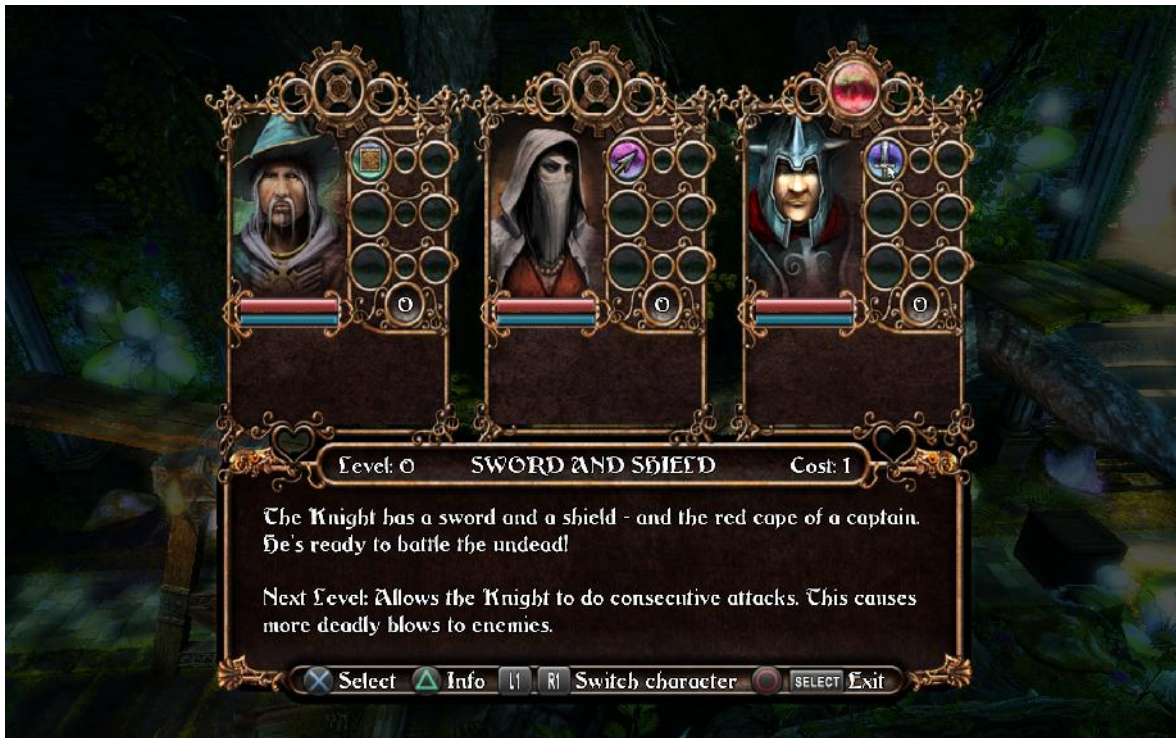 0 0 0
Level: 0 SWORD AND SHIELD Cost: 1
The Knight has a sword and a shield - and the red cape of a captain.
He's ready to battle the undead!
Next Level: Allows the Knight to do consecutive attacks. This causes
more deadly blows to enemies.
Select Info L1 R1 Switch character SELECT Exit